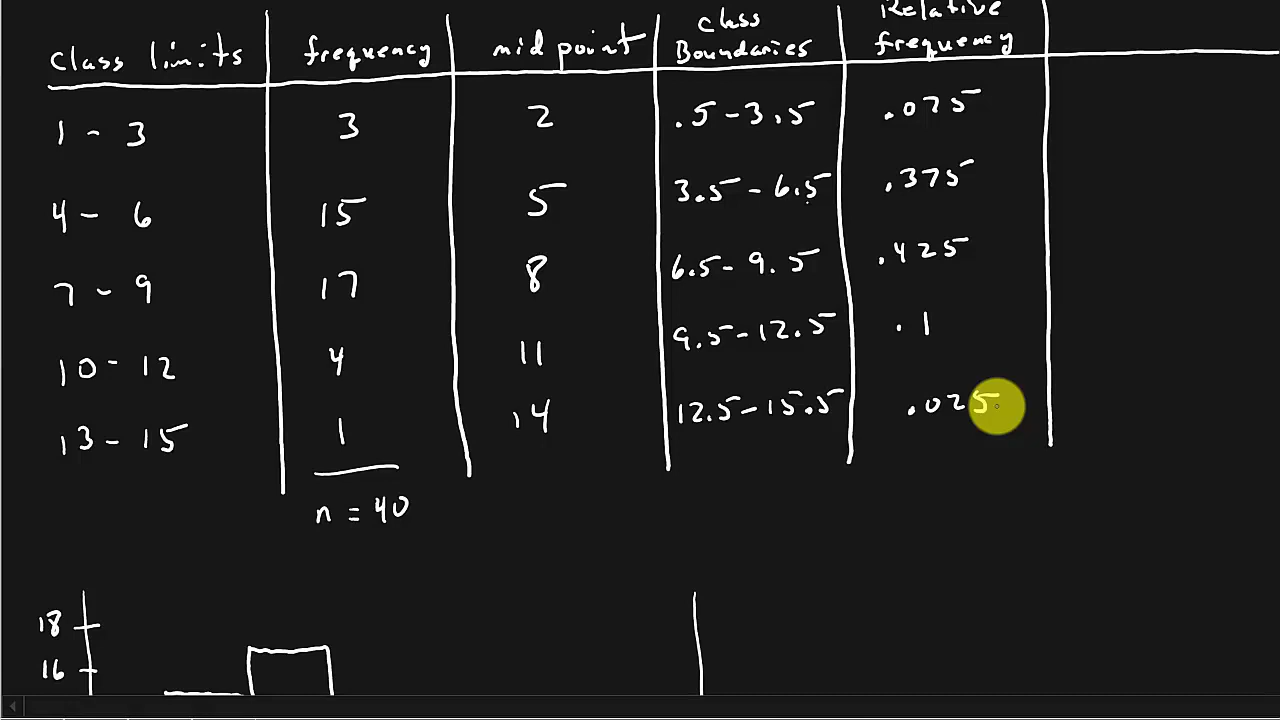 class limits frequency midpoint class Boundaries Relative frequency
1 - 3 3 2 .5 - 3.5 .075
4 - 6 15 5 3.5 - 6.5 .375
7 - 9 17 8 6.5 - 9.5 .425
10 - 12 4 11 9.5 - 12.5 .1
13 - 15 1 14 12.5 - 15.5 .025
n = 40
18
16